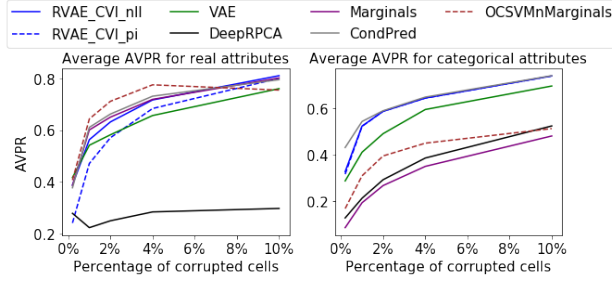 RVAE_CVI_nll VAE Marginals OCSVMnMarginals
RVAE_CVI_pi DeepRPCA CondPred
Average AVPR for real attributes Average AVPR for categorical attributes
0.8
0.6
0.4
0.2
AVPR
0% 2% 4% 6% 8% 10%
Percentage of corrupted cells
0.6
0.4
0.2
0% 2% 4% 6% 8% 10%
Percentage of corrupted cells